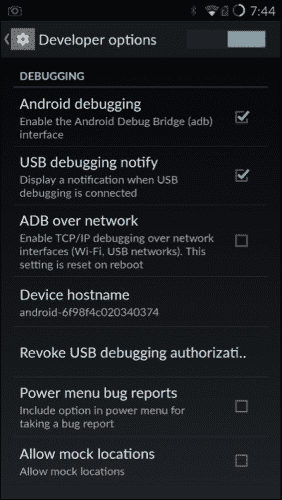 7:44
Developer options
DEBUGGING
Android debugging
Enable the Android Debug Bridge (adb)
interface
USB debugging notify
Display a notification when USB
debugging is connected
ADB over network
Enable TCP/IP debugging over network
interfaces (Wi-Fi, USB networks). This
setting is reset on reboot
Device hostname
android-6f98f4c020340374
Revoke USB debugging authorizati..
Power menu bug reports
Include option in power menu for
taking a bug report
Allow mock locations
Allow mock locations